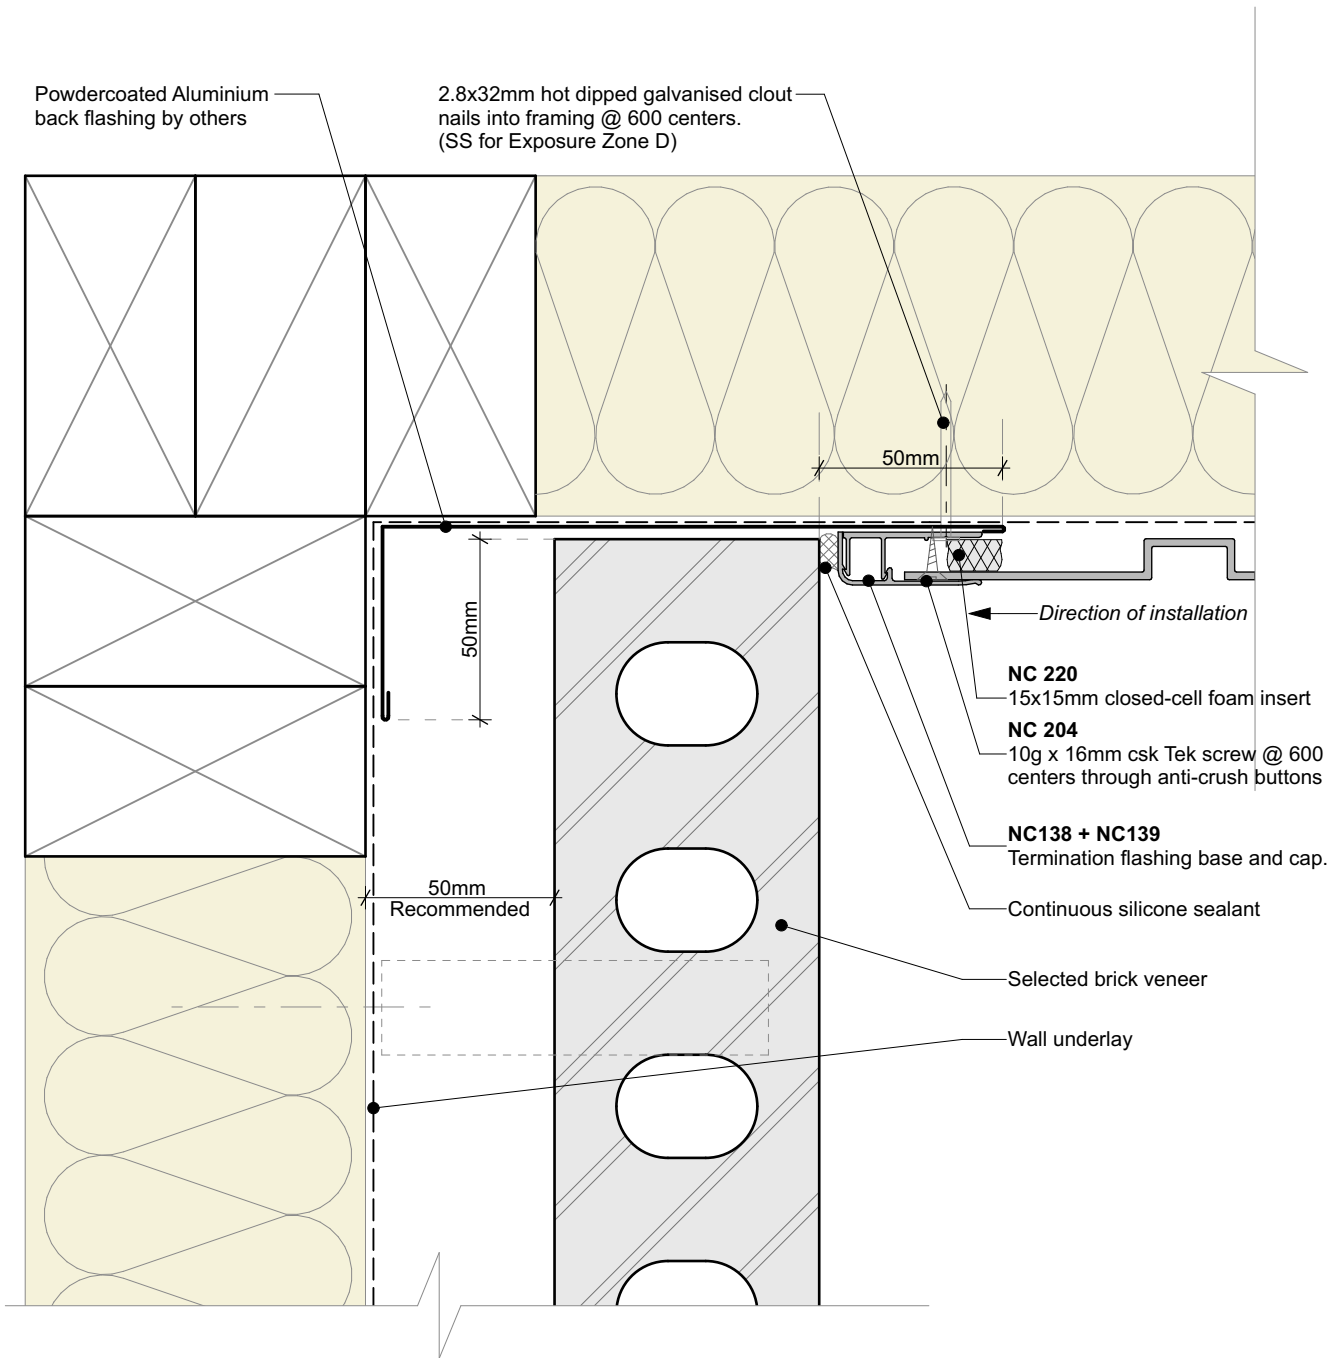 Powdercoated Aluminium
back flashing by others
2.8x32mm hot dipped galvanised clout
nails into framing @ 600 centers.
(SS for Exposure Zone D)
50mm
50mm
Direction of installation
NC 220
15x15mm closed-cell foam insert
NC 204
10g x 16mm csk Tek screw @ 600
centers through anti-crush buttons
NC138 + NC139
Termination flashing base and cap.
50mm
Recommended
Continuous silicone sealant
Selected brick veneer
Wall underlay